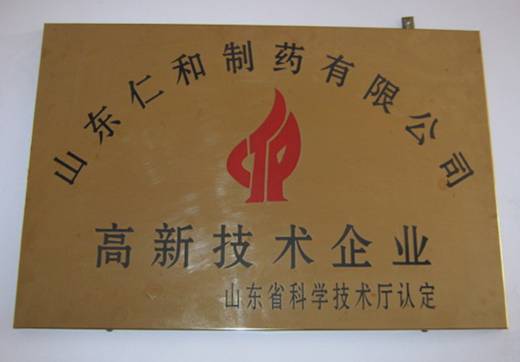 山东仁和制药有限公司
高新技术企业
山东省科学技术厅认定